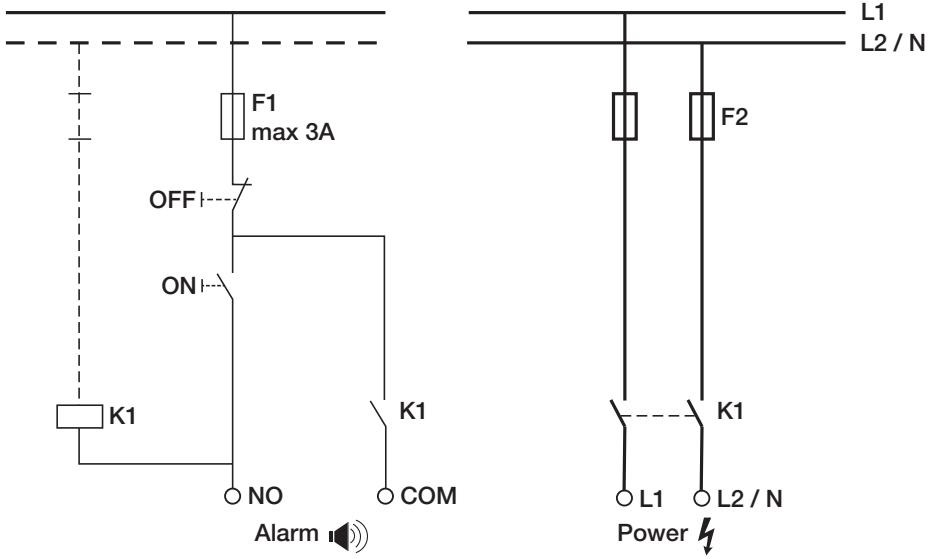 L1
L2 / N
F1
max 3A
F2
OFF
ON
K1
K1
K1
NO
COM
L1
L2 / N
Alarm
Power